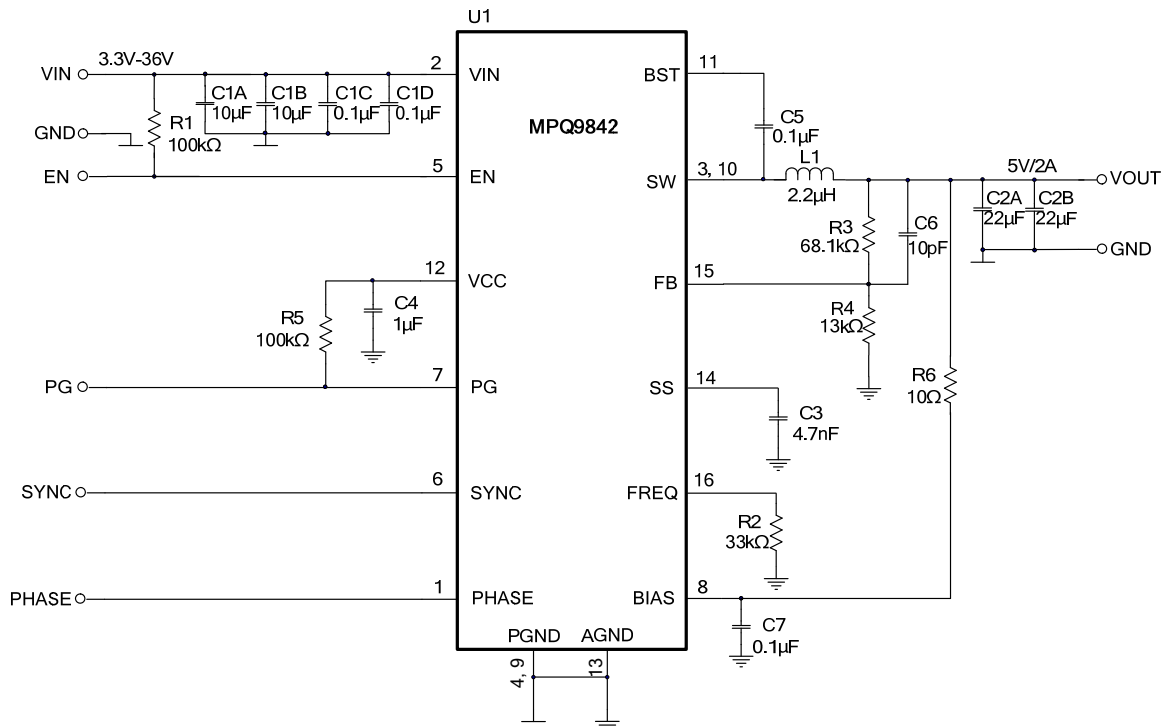 U1
MPQ9842
VIN
3.3V-36V
2
VIN
C1A
10µF
C1B
10µF
C1C
0.1µF
C1D
0.1µF
GND
R1
100kΩ
EN
5
EN
12
VCC
C4
1µF
R5
100kΩ
PG
7
PG
SYNC
6
SYNC
PHASE
1
PHASE
PGND
4, 9
AGND
13
BST
11
C5
0.1µF
SW
3, 10
L1
2.2µH
5V/2A
VOUT
R3
68.1kΩ
C6
10pF
C2A
22µF
C2B
22µF
GND
FB
15
R4
13kΩ
R6
10Ω
SS
14
C3
4.7nF
FREQ
16
R2
33kΩ
BIAS
8
C7
0.1µF